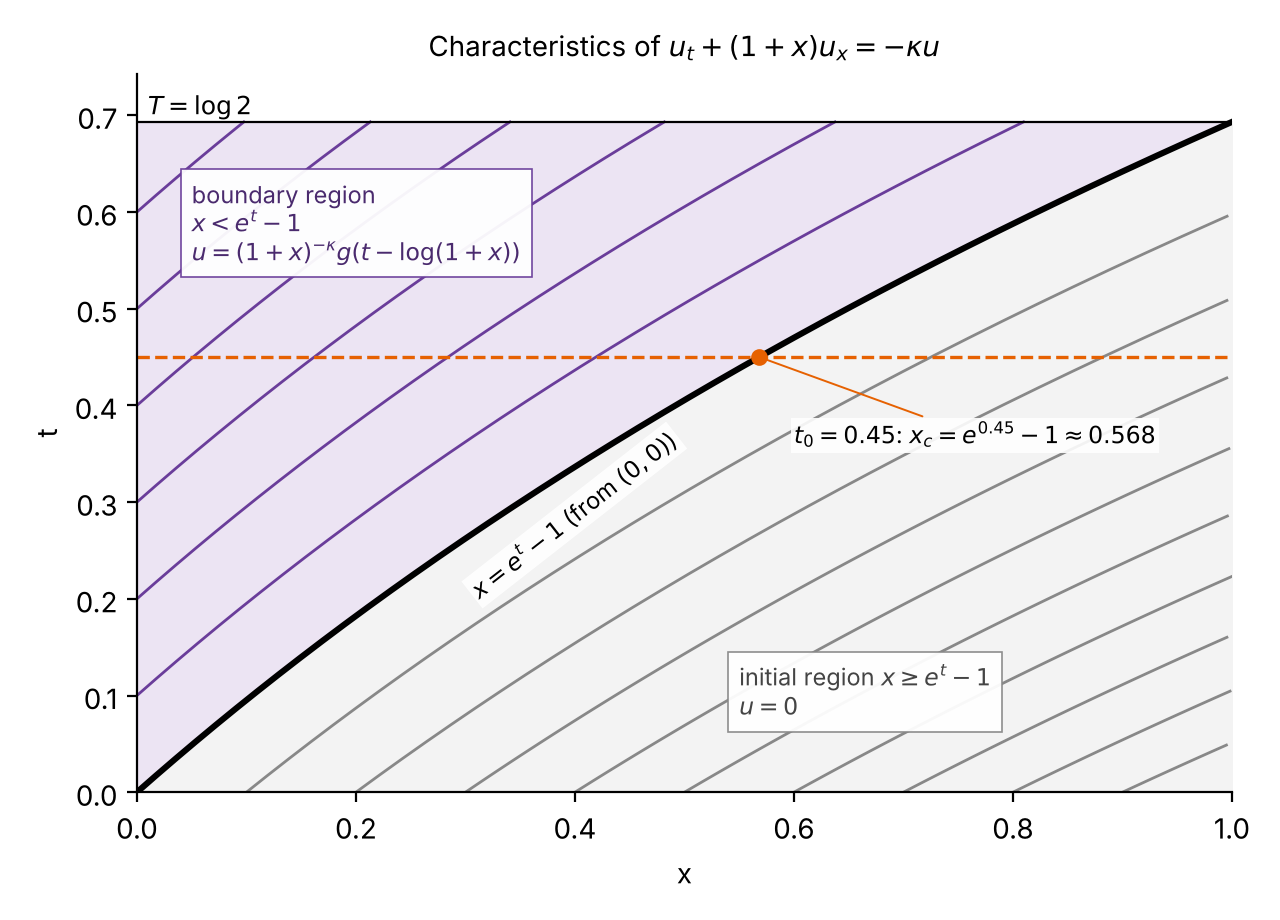 Characteristics of u_t + (1 + x)u_x = −κu
T = log 2
0.7
0.6
0.5
0.4
0.3
0.2
0.1
0.0
t
boundary region
x < e^t − 1
u = (1 + x)^{−κ}g(t − log(1 + x))
t_0 = 0.45: x_c = e^{0.45} − 1 ≈ 0.568
x = e^t − 1 (from (0, 0))
initial region x ≥ e^t − 1
u = 0
0.0 0.2 0.4 0.6 0.8 1.0
x